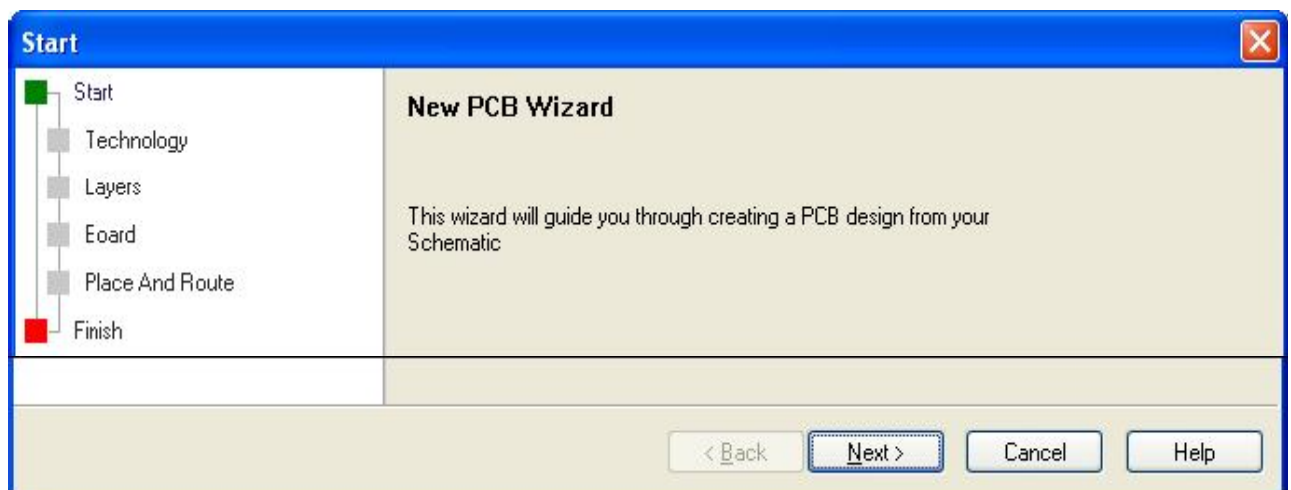 Start
Start
Technology
Layers
Eoard
Place And Route
Finish
New PCB Wizard
This wizard will guide you through creating a PCB design from your
Schematic
< Back
Next >
Cancel
Help